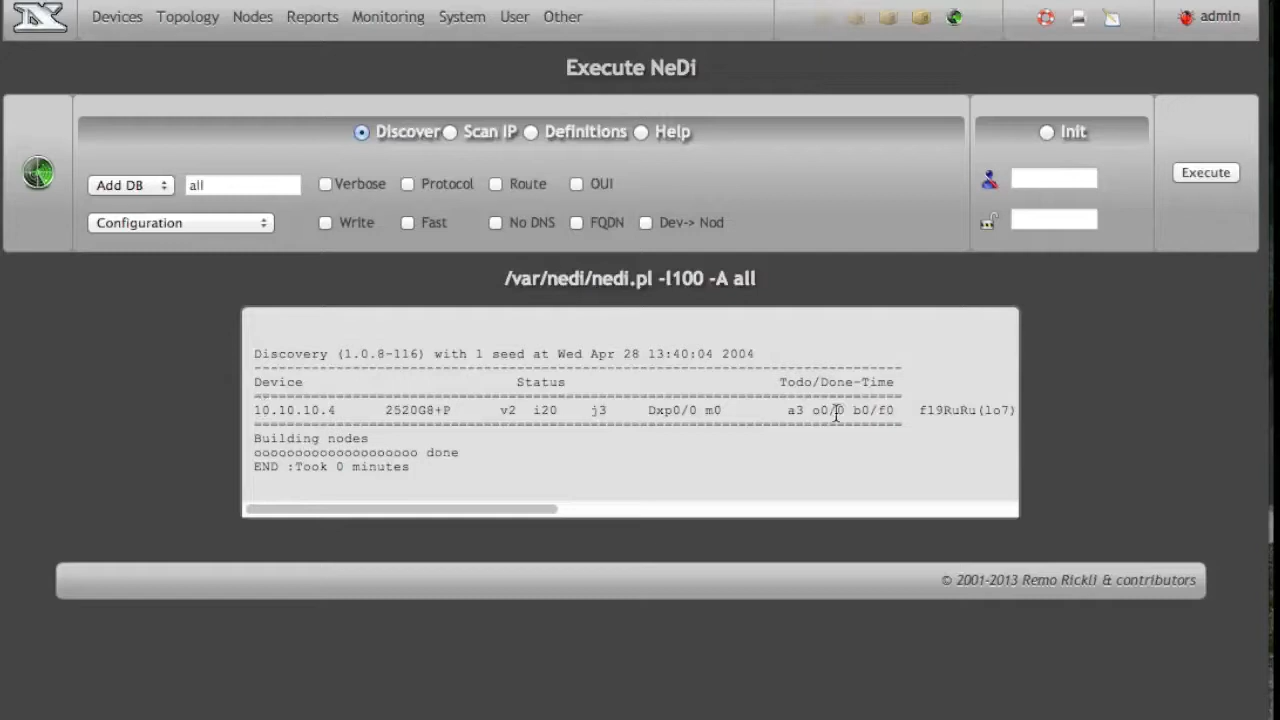 Devices Topology Nodes Reports Monitoring System User Other admin
Execute NeDi
Discover Scan IP Definitions Help Init
Add DB all Verbose Protocol Route OUI
Execute
Configuration Write Fast No DNS FQDN Dev-> Nod
/var/nedi/nedi.pl -l100 -A all
Discovery (1.0.8-116) with 1 seed at Wed Apr 28 13:40:04 2004
--------------------------------------------------------------------------------
Device Status Todo/Done-Time
================================================================================
10.10.10.4 2520G8+P v2 i20 j3 Dxp0/0 m0 a3 o0/0 b0/f0 f19RuRu(lo7)
================================================================================
Building nodes
oooooooooooooooooooo done
END :Took 0 minutes
© 2001-2013 Remo Rickli & contributors